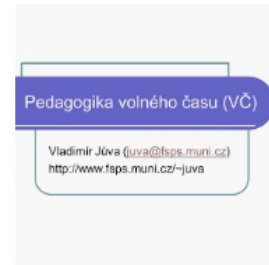 Pedagogika volného času (VČ)
Vladimír Jůva (juva@fsps.muni.cz)
http://www.fsps.muni.cz/~juva